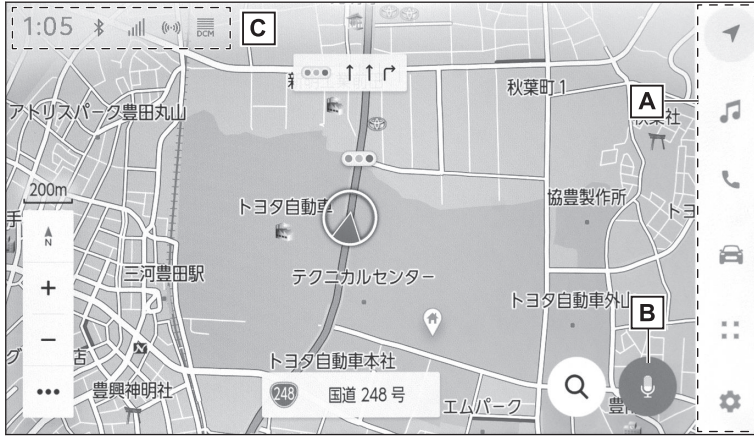 1:05 DCM
C
A
B
秋葉町1
アトリスパーク豊田丸山
200m
N
トヨタ自動車
協豊製作所
三河豊田駅
テクニカルセンター
トヨタ自動車外山
トヨタ自動車本社
豊興神明社
248 国道 248 号
エムパーク